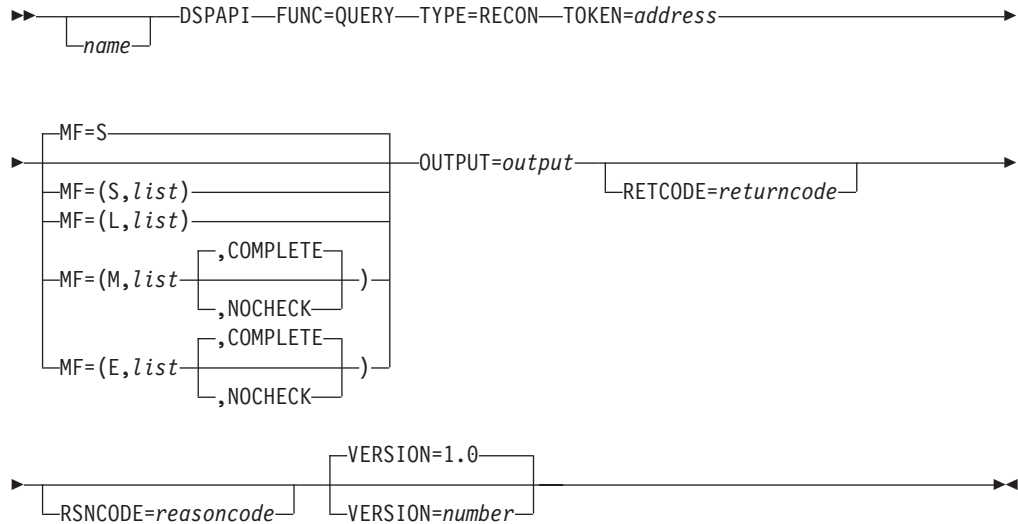 DSPAPI FUNC=QUERY TYPE=RECON TOKEN=address
name
MF=S
OUTPUT=output
MF=(S,list)
RETCODE=returncode
MF=(L,list)
,COMPLETE
MF=(M,list )
,NOCHECK
,COMPLETE
MF=(E,list )
,NOCHECK
VERSION=1.0
RSNCODE=reasoncode VERSION=number